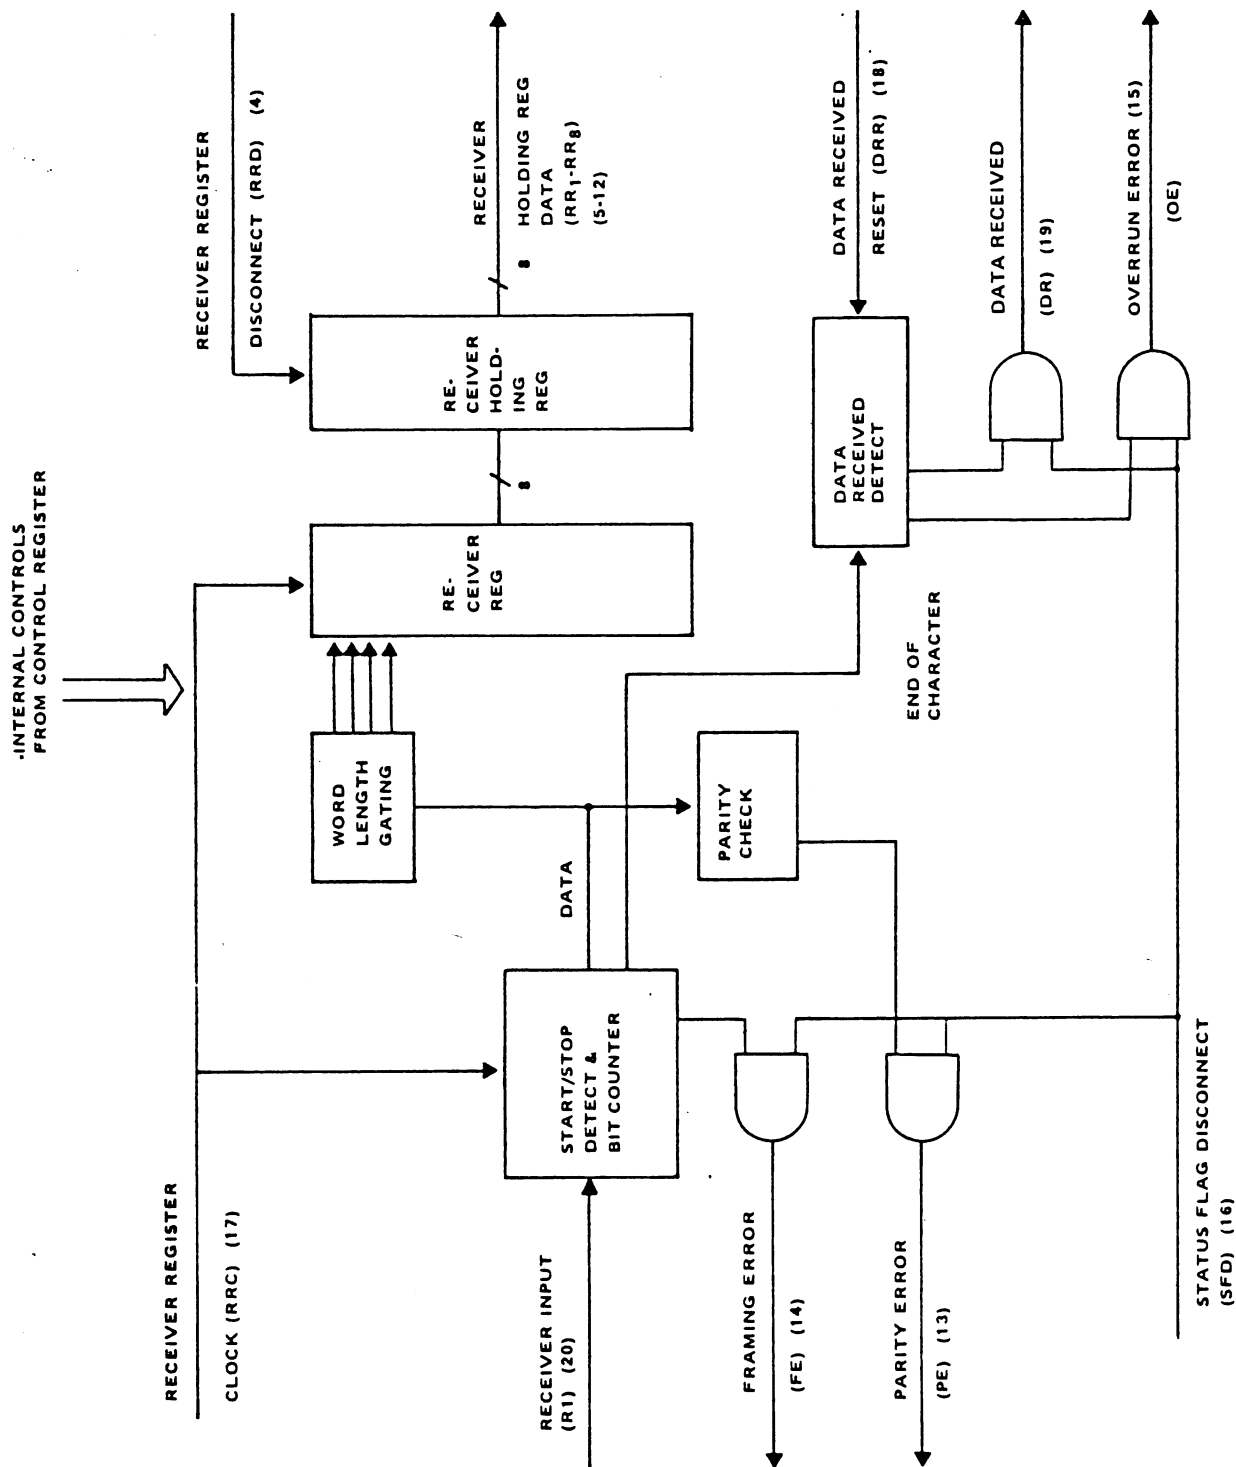 INTERNAL CONTROLS
FROM CONTROL REGISTER
RECEIVER REGISTER
CLOCK (RRC) (17)
RECEIVER REGISTER
DISCONNECT (RRD) (4)
WORD
LENGTH
GATING
RE-
CEIVER
REG
8
RE-
CEIVER
HOLD-
ING
REG
8
RECEIVER
HOLDING REG
DATA
(RR1-RR8)
(5-12)
RECEIVER INPUT
(R1) (20)
START/STOP
DETECT &
BIT COUNTER
DATA
PARITY
CHECK
END OF
CHARACTER
DATA
RECEIVED
DETECT
DATA RECEIVED
RESET (DRR) (18)
FRAMING ERROR
(FE) (14)
PARITY ERROR
(PE) (13)
DATA RECEIVED
(DR) (19)
OVERRUN ERROR (15)
(OE)
STATUS FLAG DISCONNECT
(SFD) (16)